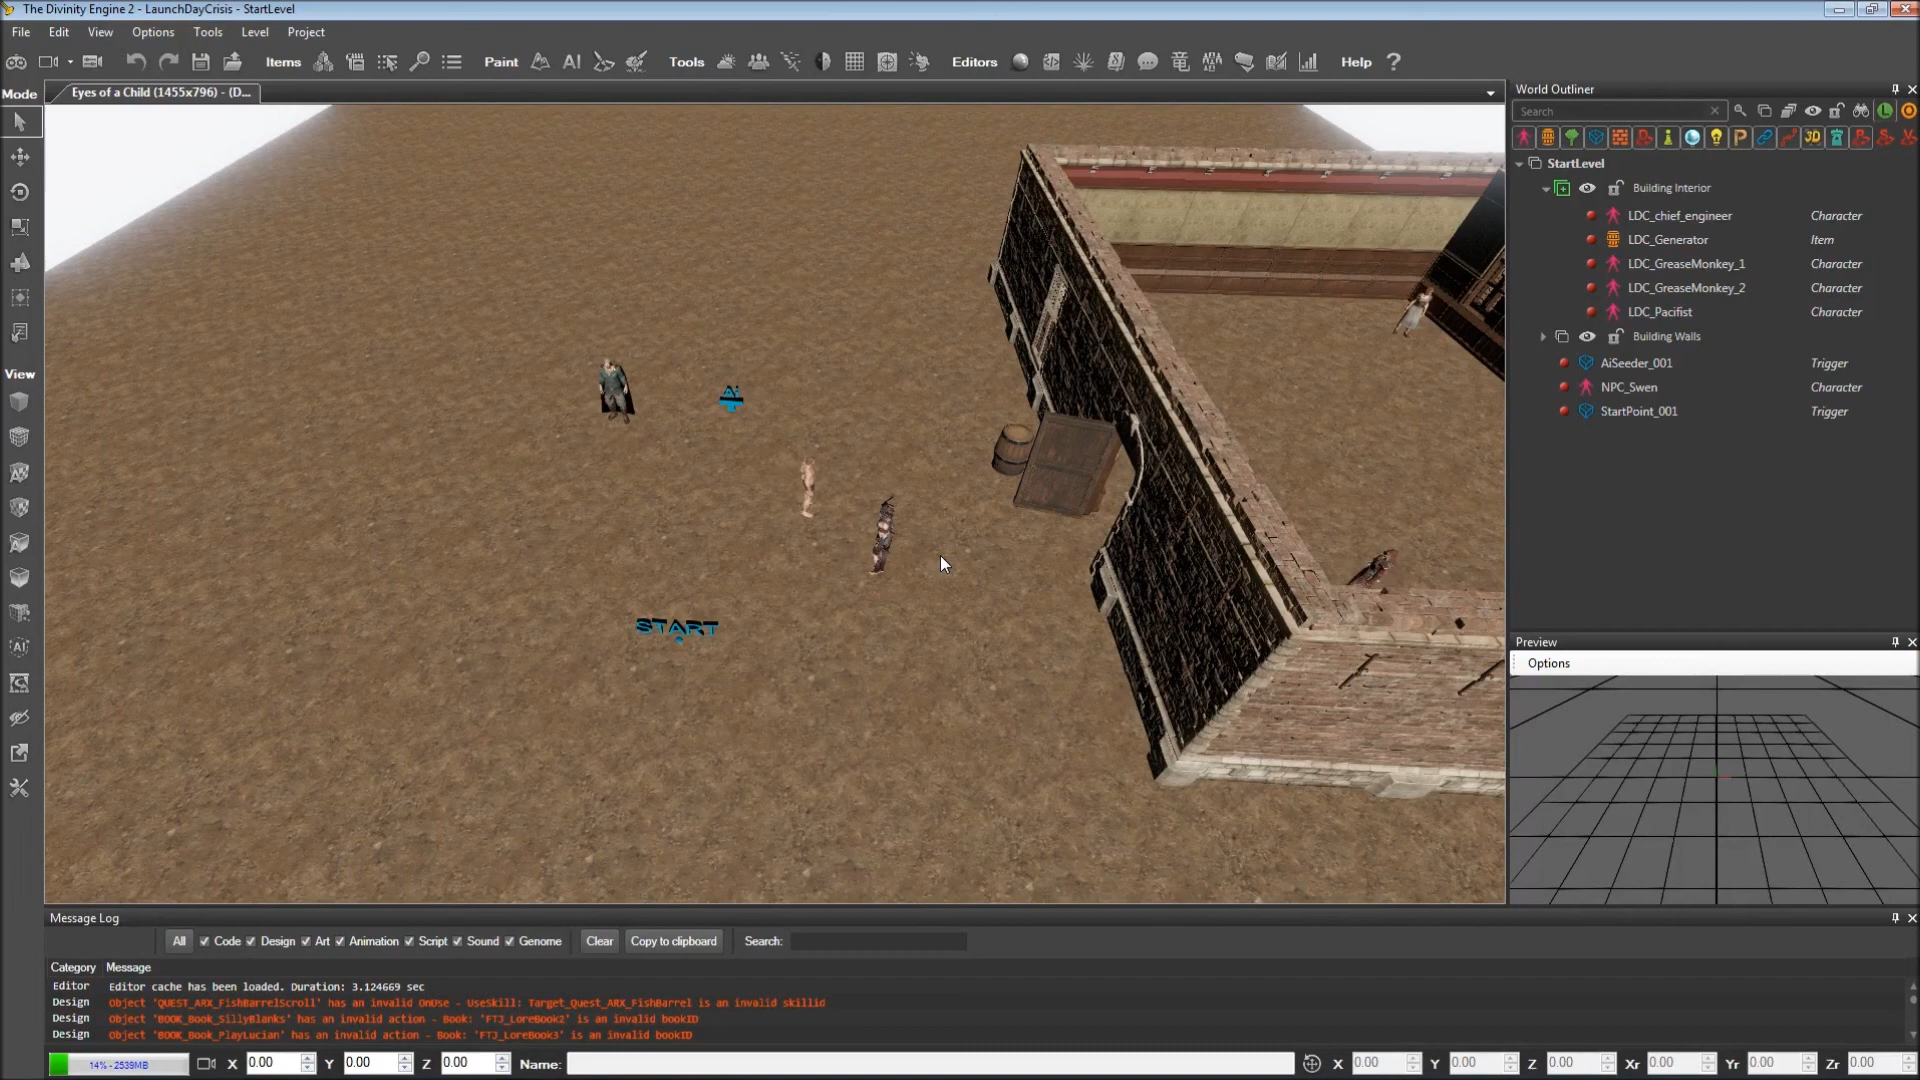 The Divinity Engine 2 - LaunchDayCrisis - StartLevel
File Edit View Options Tools Level Project
Items Paint AI Tools Editors Help ?
Mode
Eyes of a Child (1455x796) - (D...
View
START
World Outliner
Search
StartLevel
Building Interior
LDC_chief_engineer Character
LDC_Generator Item
LDC_GreaseMonkey_1 Character
LDC_GreaseMonkey_2 Character
LDC_Pacifist Character
Building Walls
AiSeeder_001 Trigger
NPC_Swen Character
StartPoint_001 Trigger
Preview
Options
Message Log
All Code Design Art Animation Script Sound Genome Clear Copy to clipboard Search:
Category Message
Editor Editor cache has been loaded. Duration: 3.124669 sec
Design Object 'QUEST_ARX_FishBarrelScroll' has an invalid OnUse - UseSkill: Target_Quest_ARX_FishBarrel is an invalid skillid
Design Object 'BOOK_Book_SillyBlanks' has an invalid action - Book: 'FTJ_LoreBook2' is an invalid bookID
Design Object 'BOOK_Book_PlayLucian' has an invalid action - Book: 'FTJ_LoreBook3' is an invalid bookID
14% - 2539MB X 0.00 Y 0.00 Z 0.00 Name: X 0.00 Y 0.00 Z 0.00 Xr 0.00 Yr 0.00 Zr 0.00